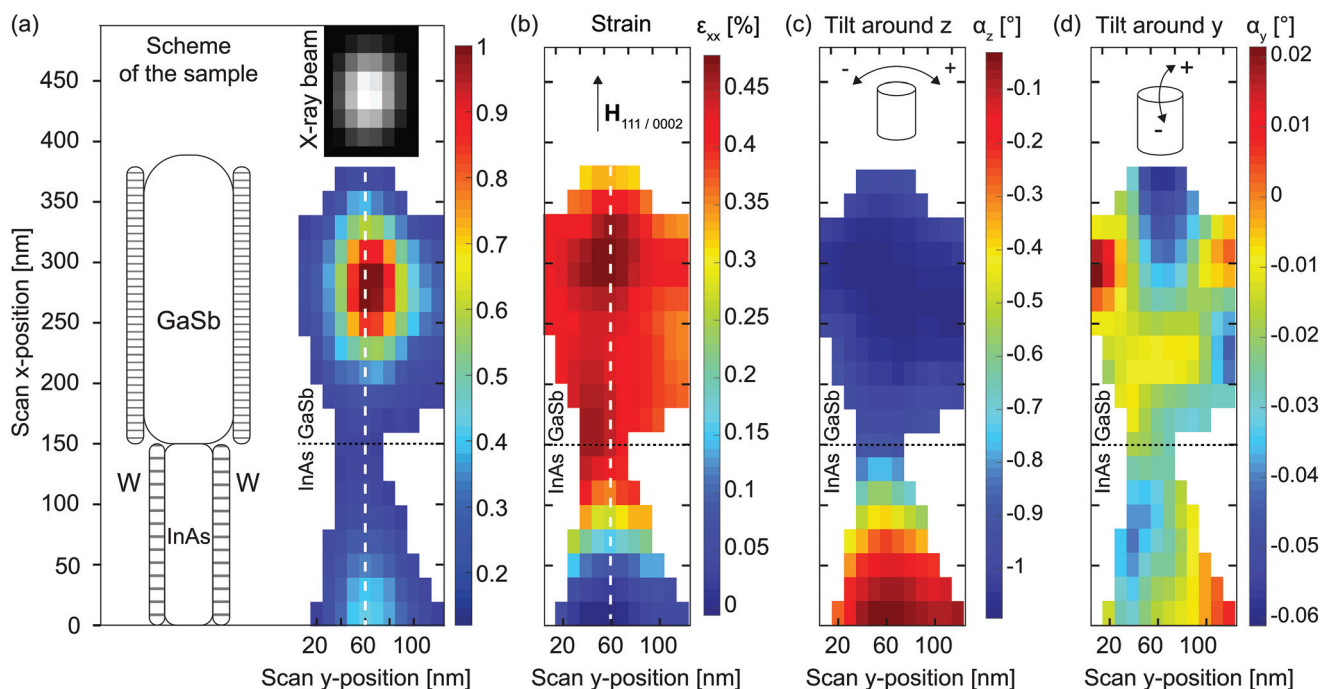 (a)
Scheme
of the sample
X-ray beam
1
0.9
0.8
0.7
0.6
0.5
0.4
0.3
0.2
Scan x-position [nm]
450
400
350
300
250
200
150
100
50
0
GaSb
W
W
InAs
InAs GaSb
20
60
100
Scan y-position [nm]
(b)
Strain
εxx [%]
H111 / 0002
0.45
0.4
0.35
0.3
0.25
0.2
0.15
0.1
0.05
0
InAs GaSb
20
60
100
Scan y-position [nm]
(c)
Tilt around z
αz [°]
-
+
-0.1
-0.2
-0.3
-0.4
-0.5
-0.6
-0.7
-0.8
-0.9
-1
InAs GaSb
20
60
100
Scan y-position [nm]
(d)
Tilt around y
αy [°]
+
-
0.02
0.01
0
-0.01
-0.02
-0.03
-0.04
-0.05
-0.06
InAs GaSb
20
60
100
Scan y-position [nm]